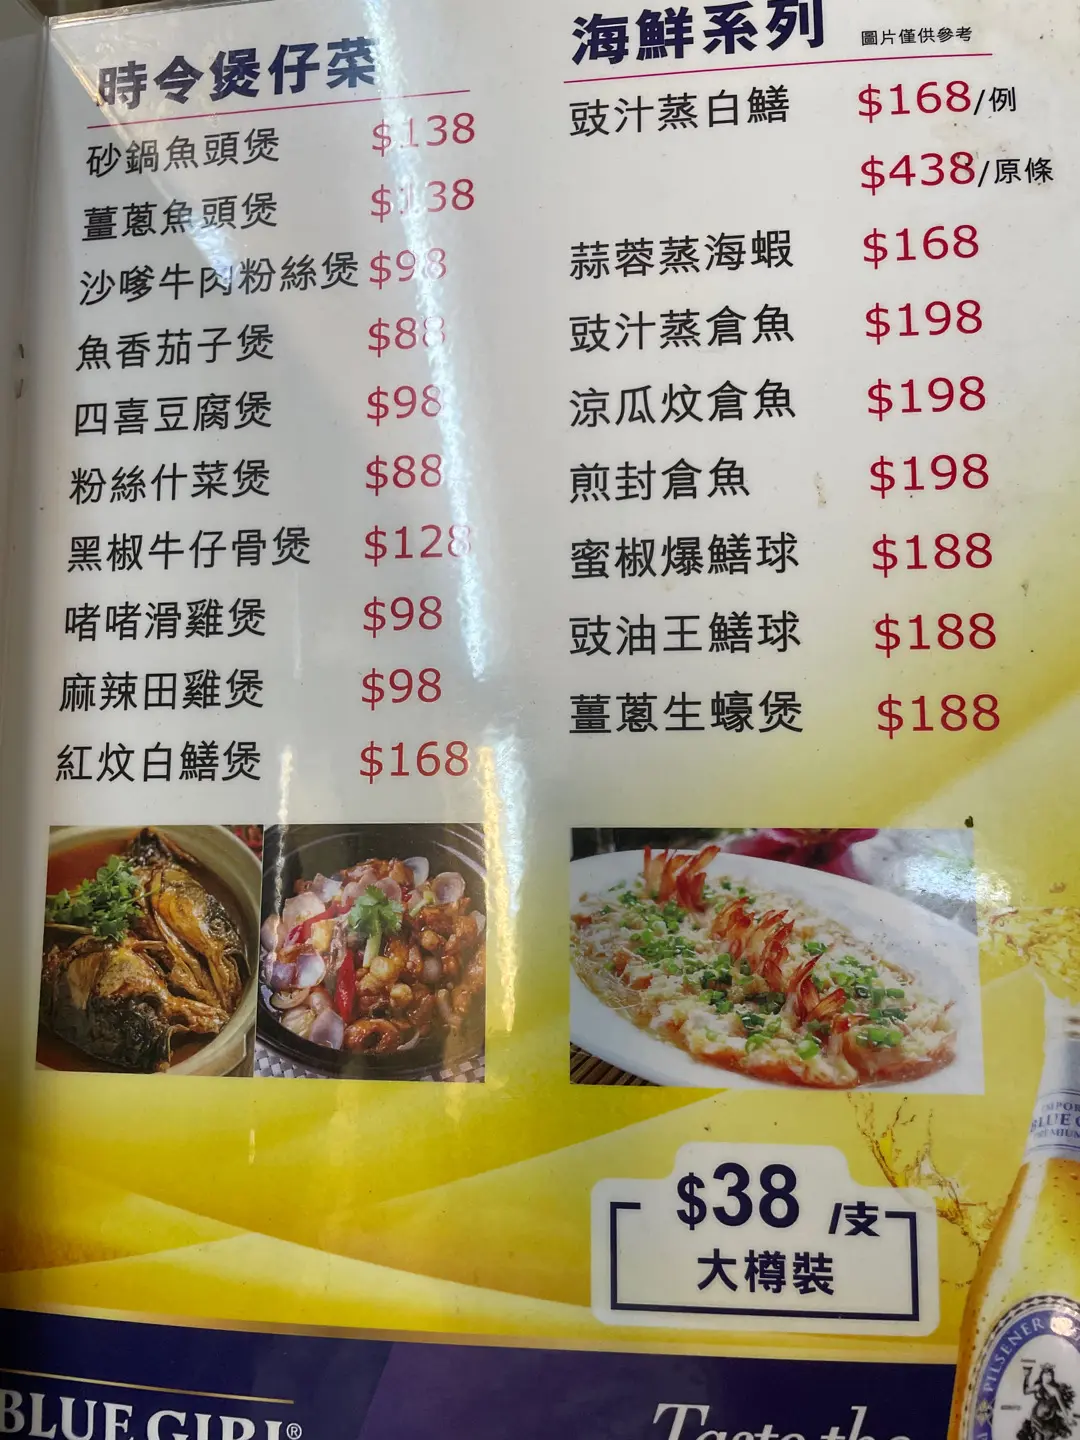 時令煲仔菜
砂鍋魚頭煲 $138
薑蔥魚頭煲 $138
沙嗲牛肉粉絲煲 $98
魚香茄子煲 $88
四喜豆腐煲 $98
粉絲什菜煲 $88
黑椒牛仔骨煲 $128
啫啫滑雞煲 $98
麻辣田雞煲 $98
紅炆白鱔煲 $168
海鮮系列 圖片僅供參考
豉汁蒸白鱔 $168/例
$438/原條
蒜蓉蒸海蝦 $168
豉汁蒸倉魚 $198
涼瓜炆倉魚 $198
煎封倉魚 $198
蜜椒爆鱔球 $188
豉油王鱔球 $188
薑蔥生蠔煲 $188
$38/支
大樽裝
BLUE GIRL®
Taste the
PILSENER